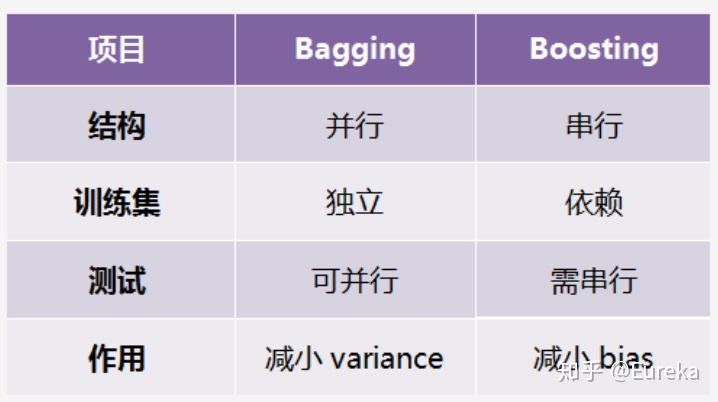 项目 Bagging Boosting
结构 并行 串行
训练集 独立 依赖
测试 可并行 需串行
作用 减小 variance 减小 bias
知乎 @Eureka